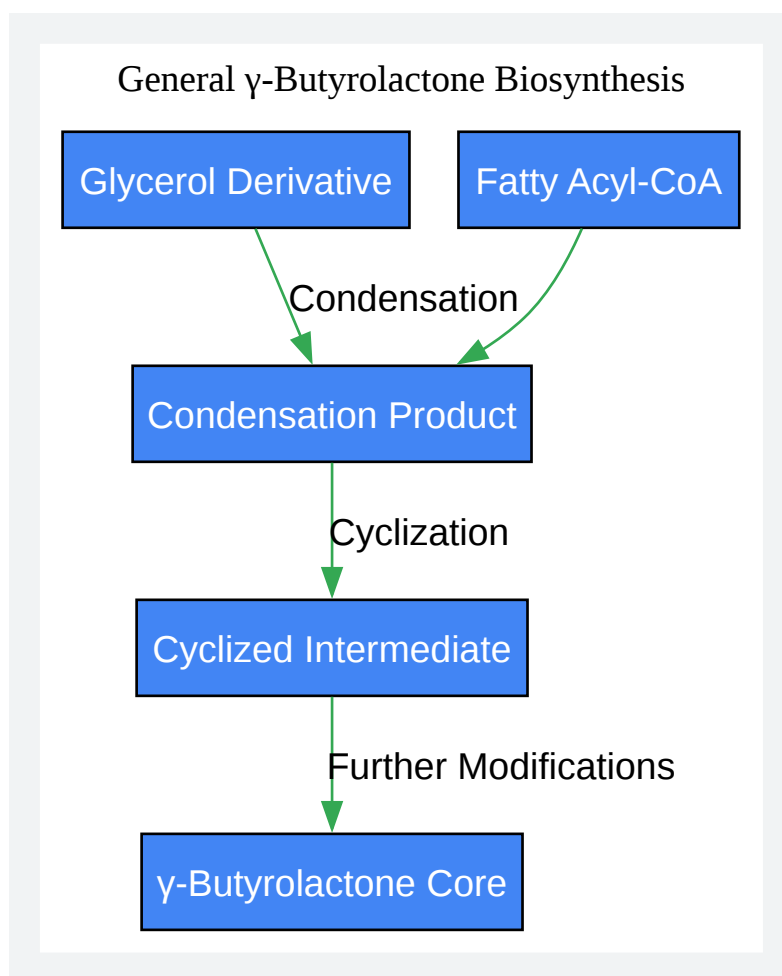 General γ-Butyrolactone Biosynthesis
Glycerol Derivative
Fatty Acyl-CoA
Condensation
Condensation Product
Cyclization
Cyclized Intermediate
Further Modifications
γ-Butyrolactone Core